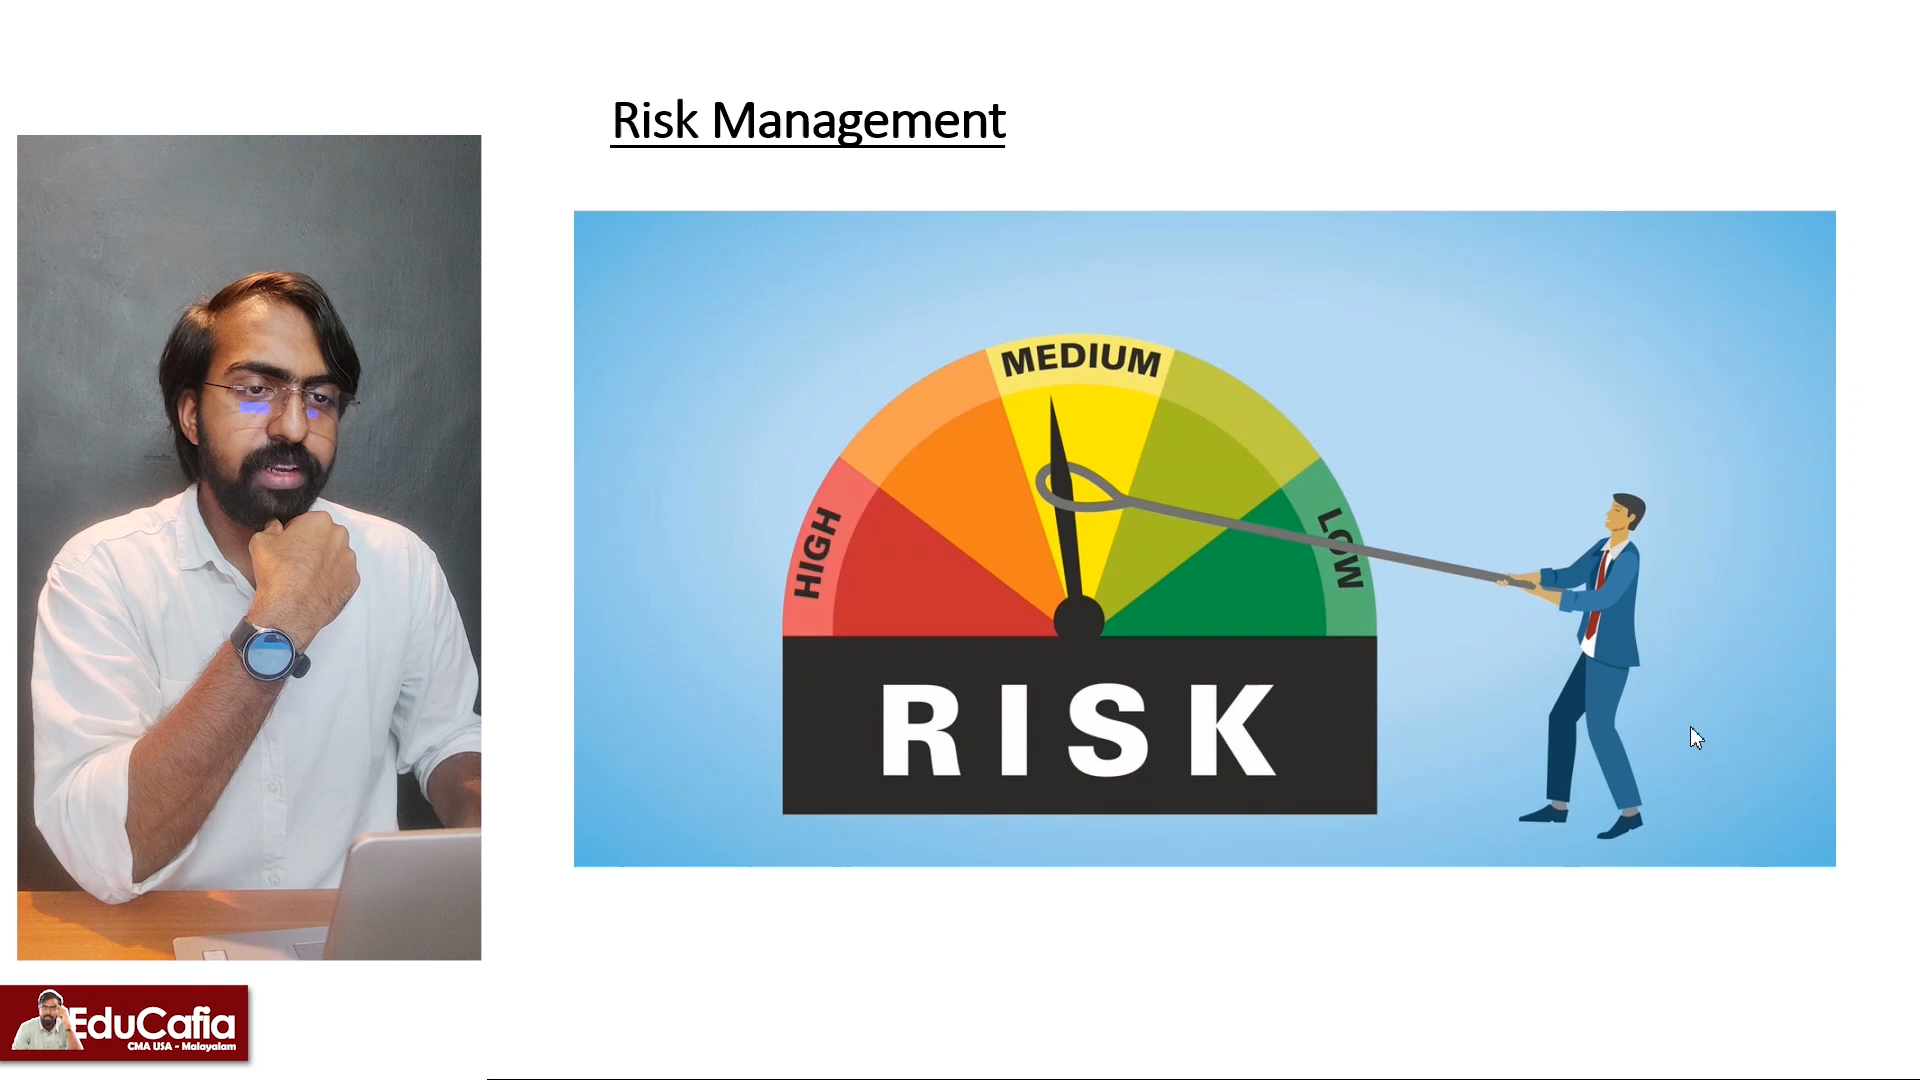 Risk Management
MEDIUM
HIGH
LOW
RISK
EduCafia
CMA USA - Malayalam